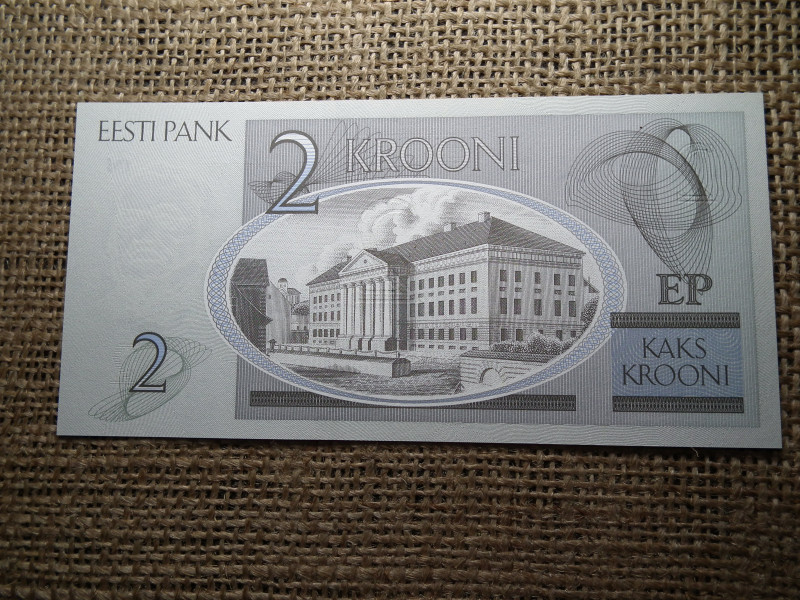 EESTI PANK
2 KROONI
EP
KAKS
KROONI
2